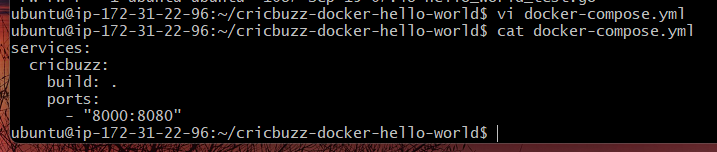 ubuntu@ip-172-31-22-96:~/cricbuzz-docker-hello-world$ vi docker-compose.yml
ubuntu@ip-172-31-22-96:~/cricbuzz-docker-hello-world$ cat docker-compose.yml
services:
  cricbuzz:
    build: .
    ports:
      - "8000:8080"
ubuntu@ip-172-31-22-96:~/cricbuzz-docker-hello-world$